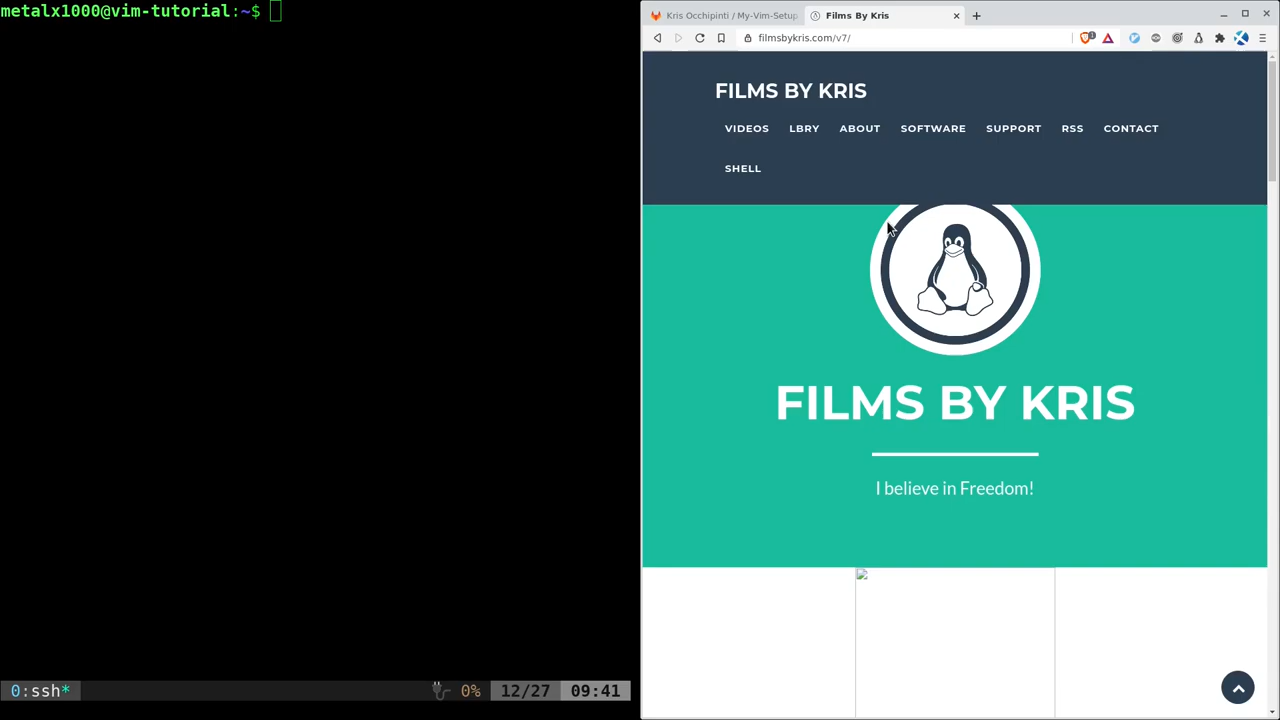 metalx1000@vim-tutorial:~$
0:ssh*
0%
12/27
09:41
Kris Occhipinti / My-Vim-Setup
Films By Kris
filmsbykris.com/v7/
1
FILMS BY KRIS
VIDEOS LBRY ABOUT SOFTWARE SUPPORT RSS CONTACT
SHELL
FILMS BY KRIS
I believe in Freedom!